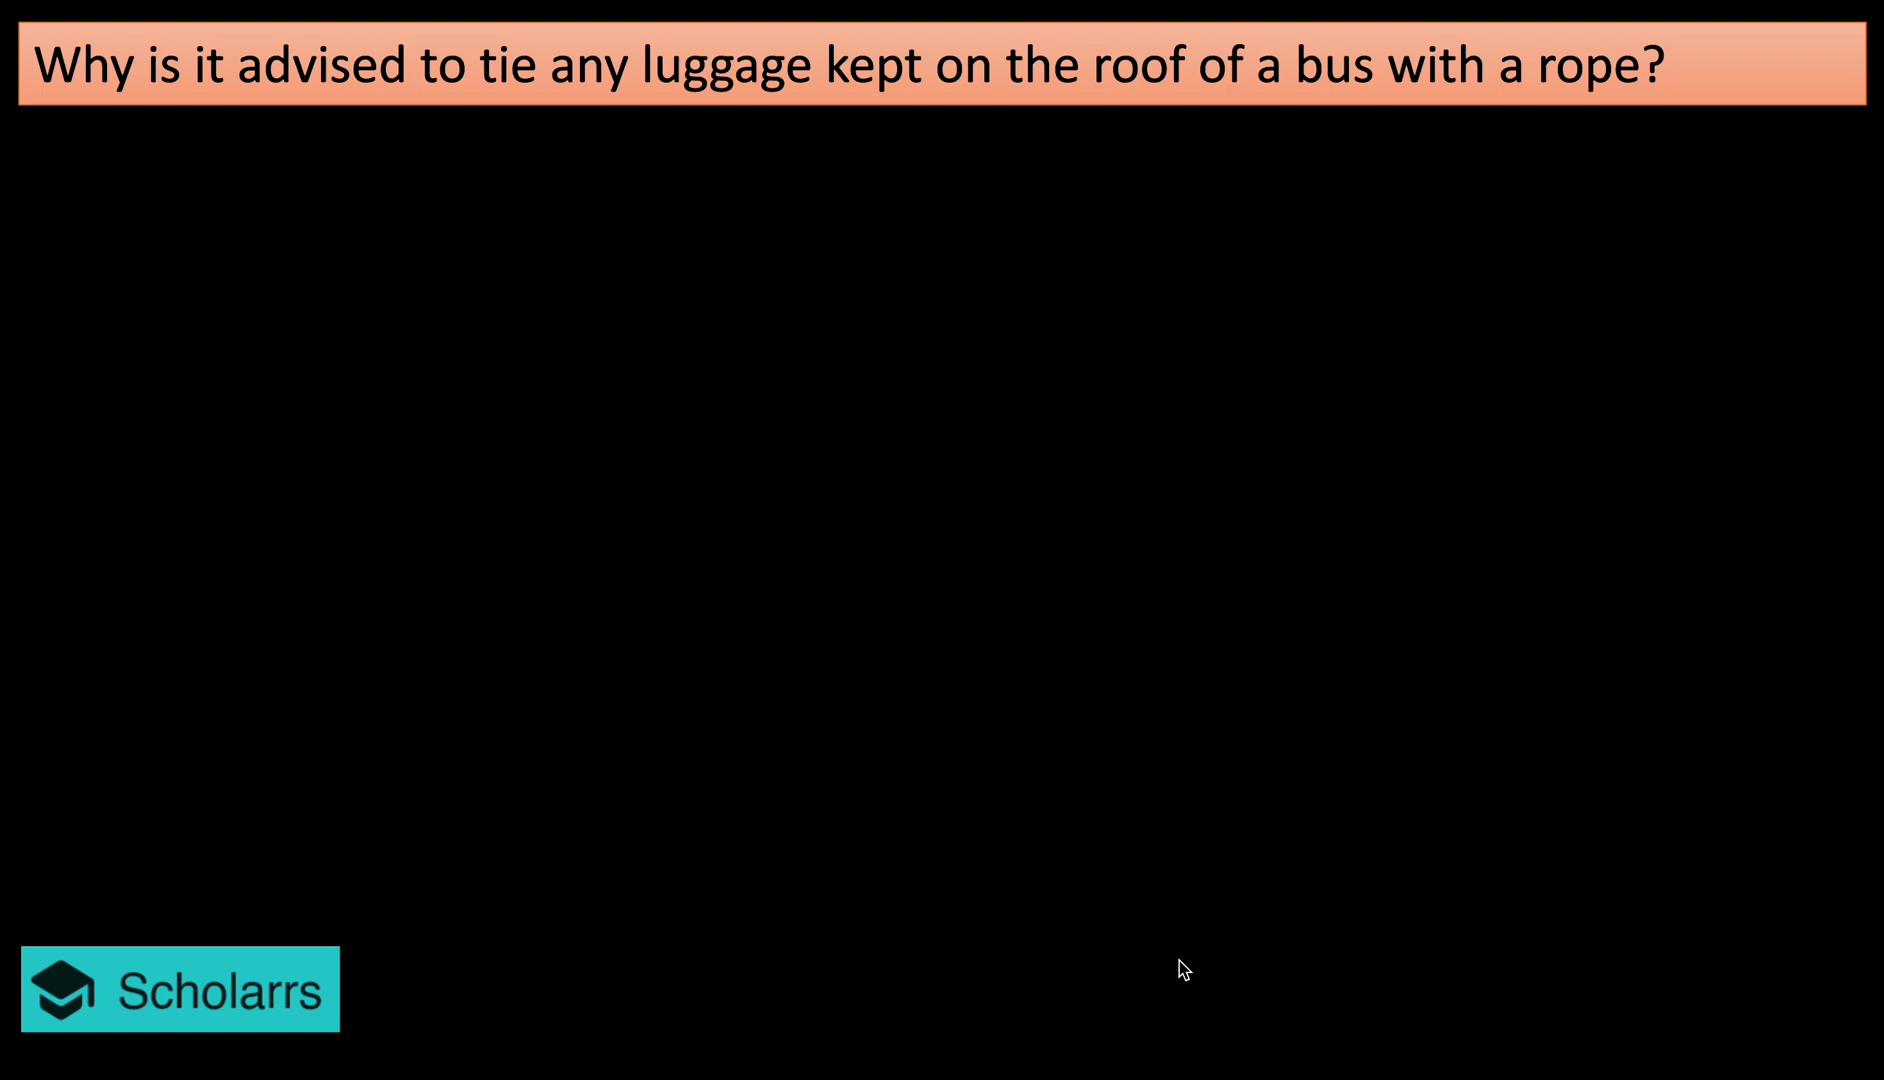 Why is it advised to tie any luggage kept on the roof of a bus with a rope?
Scholarrs